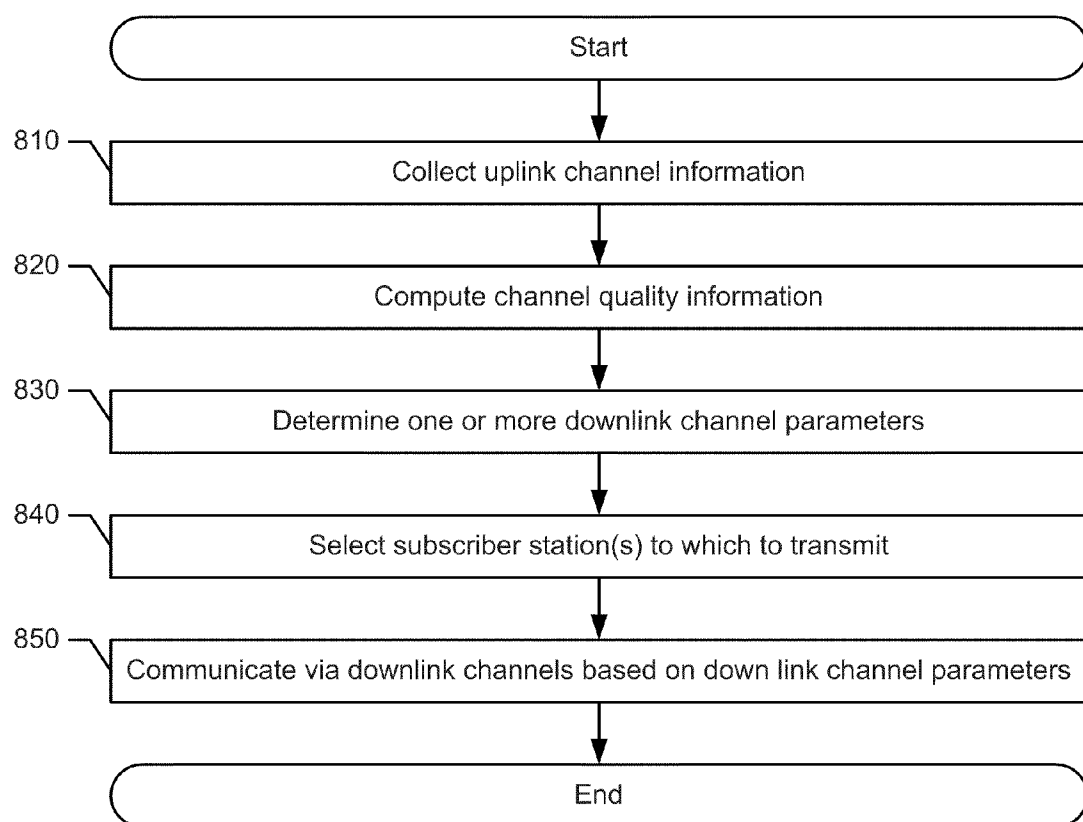 Start
810
Collect uplink channel information
820
Compute channel quality information
830
Determine one or more downlink channel parameters
840
Select subscriber station(s) to which to transmit
850
Communicate via downlink channels based on down link channel parameters
End